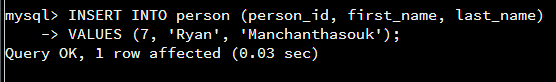 mysql> INSERT INTO person (person_id, first_name, last_name)
    -> VALUES (7, 'Ryan', 'Manchanthasouk');
Query OK, 1 row affected (0.03 sec)